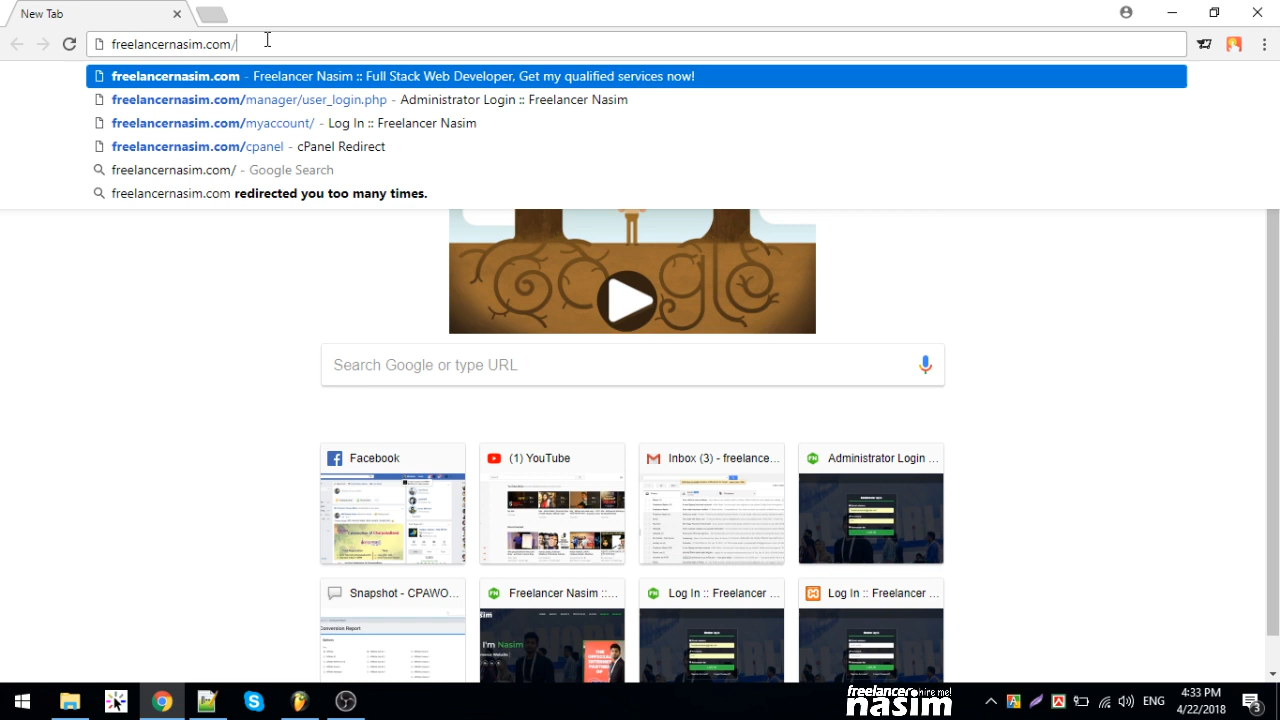 New Tab
freelancernasim.com/
freelancernasim.com - Freelancer Nasim :: Full Stack Web Developer, Get my qualified services now!
freelancernasim.com/manager/user_login.php - Administrator Login :: Freelancer Nasim
freelancernasim.com/myaccount/ - Log In :: Freelancer Nasim
freelancernasim.com/cpanel - cPanel Redirect
freelancernasim.com/ - Google Search
freelancernasim.com redirected you too many times.
Search Google or type URL
Facebook
(1) YouTube
Inbox (3) - freelance...
Administrator Login ...
Snapshot - CPAWO...
Freelancer Nasim ::...
Log In :: Freelancer ...
Log In :: Freelancer ...
Conversion Report
I'm Nasim
freelancer hire me!
nasim
ENG
4:33 PM
4/22/2018
3